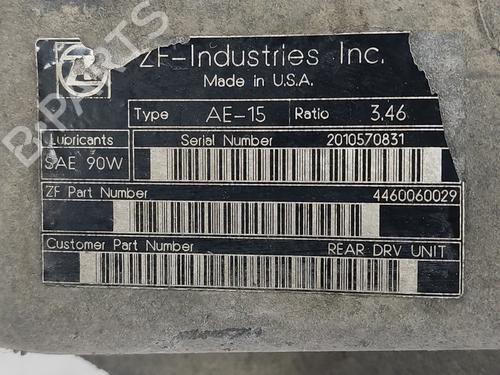 ZF-Industries Inc.
Made in U.S.A.
Type AE-15 Ratio 3.46
Lubricants Serial Number 2010570831
SAE 90W
ZF Part Number 4460060029
Customer Part Number REAR DRV UNIT